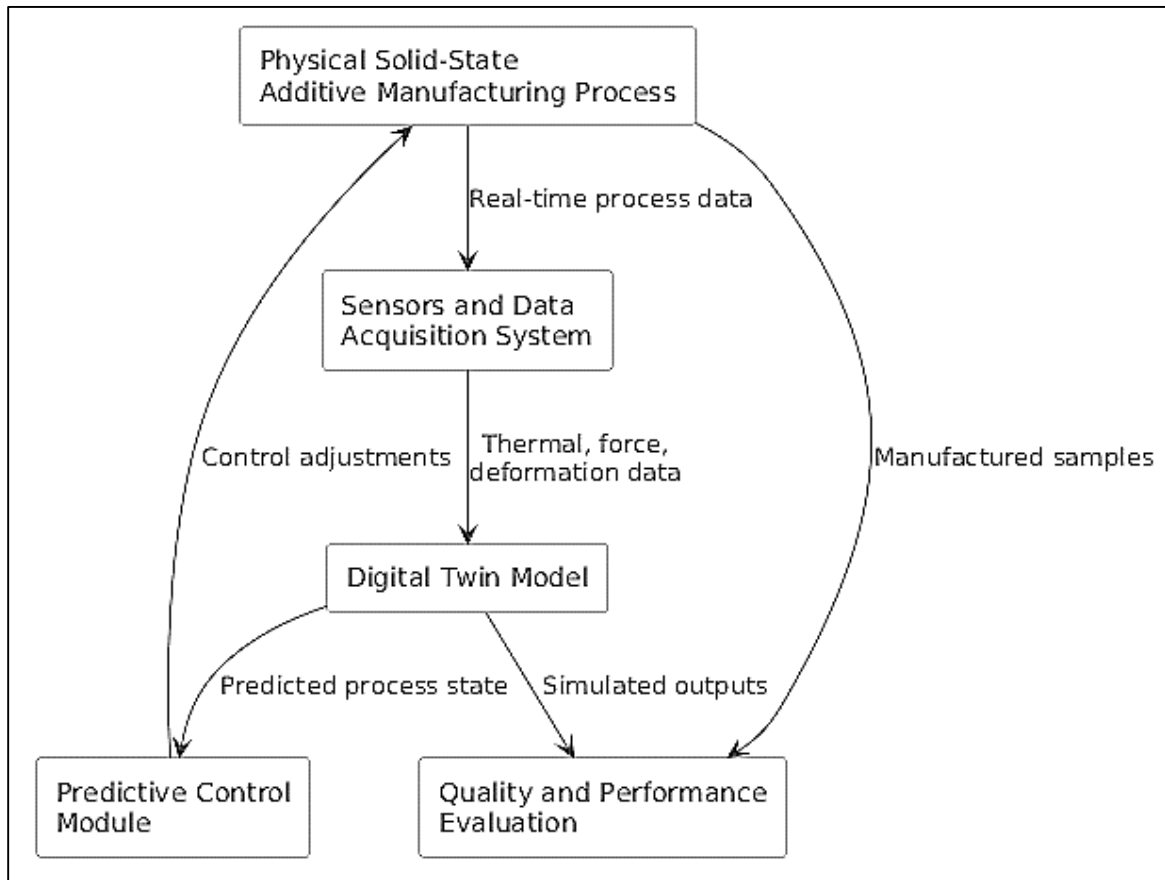 Physical Solid-State
Additive Manufacturing Process
Real-time process data
Sensors and Data
Acquisition System
Control adjustments
Thermal, force,
deformation data
Manufactured samples
Digital Twin Model
Predicted process state
Simulated outputs
Predictive Control
Module
Quality and Performance
Evaluation